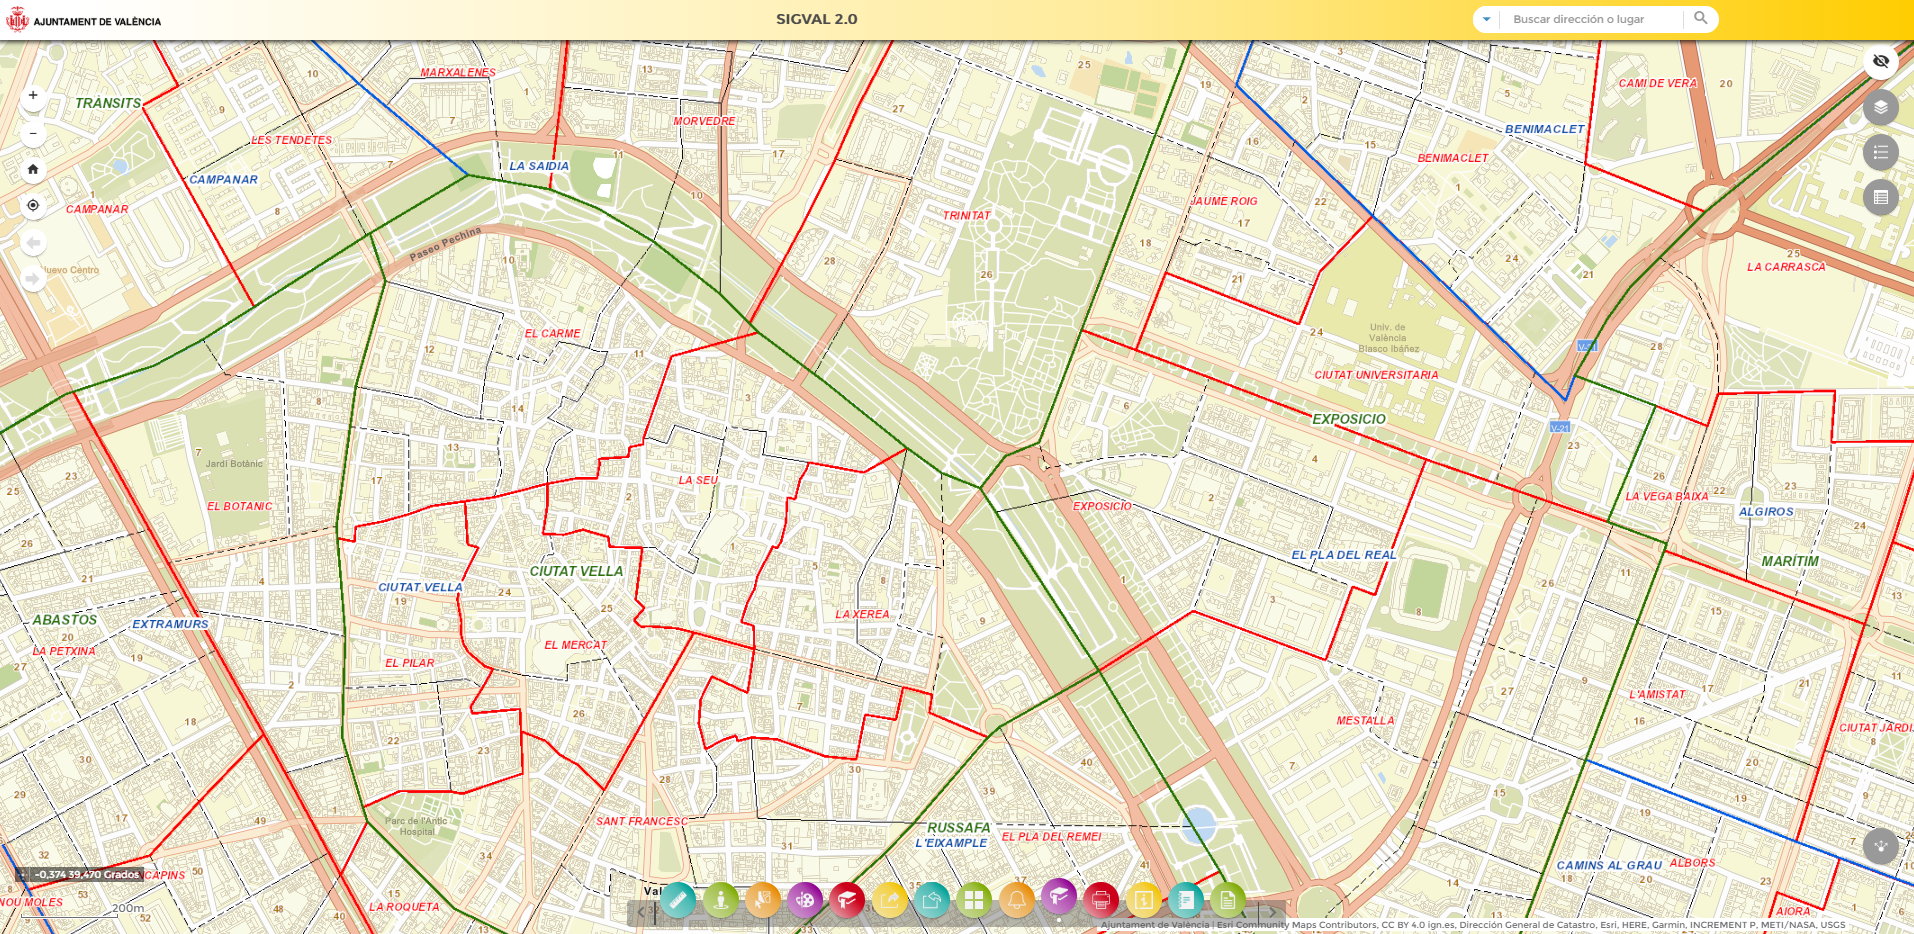 AJUNTAMENT DE VALÈNCIA
SIGVAL 2.0
Buscar dirección o lugar
MARXALENES
TRÀNSITS
LES TENDETES
MORVEDRE
CAMI DE VERA
BENIMACLET
BENIMACLET
LA SAIDIA
CAMPANAR
CAMPANAR
JAUME ROIG
TRINITAT
Paseo Pechina
Nuevo Centro
LA CARRASCA
EL CARME
Univ. de
València
Blasco Ibáñez
V-21
CIUTAT UNIVERSITARIA
EXPOSICIO
V-21
Jardí Botànic
EL BOTANIC
LA SEU
EXPOSICIO
LA VEGA BAIXA
ALGIROS
EL PLA DEL REAL
MARÍTIM
CIUTAT VELLA
CIUTAT VELLA
ABASTOS
EXTRAMURS
LA PETXINA
LA XEREA
EL MERCAT
EL PILAR
L'AMISTAT
MESTALLA
CIUTAT JARDI
Parc de l'Antic
Hospital
SANT FRANCESC
RUSSAFA
L'EIXAMPLE
EL PLA DEL REMEI
CAMINS AL GRAU
ALBORS
-0,374 39,470 Grados
NOU MOLES
200m
LA ROQUETA
Val
AIORA
Ajuntament de València | Esri Community Maps Contributors, CC BY 4.0 ign.es, Dirección General de Catastro, Esri, HERE, Garmin, INCREMENT P, METI/NASA, USGS